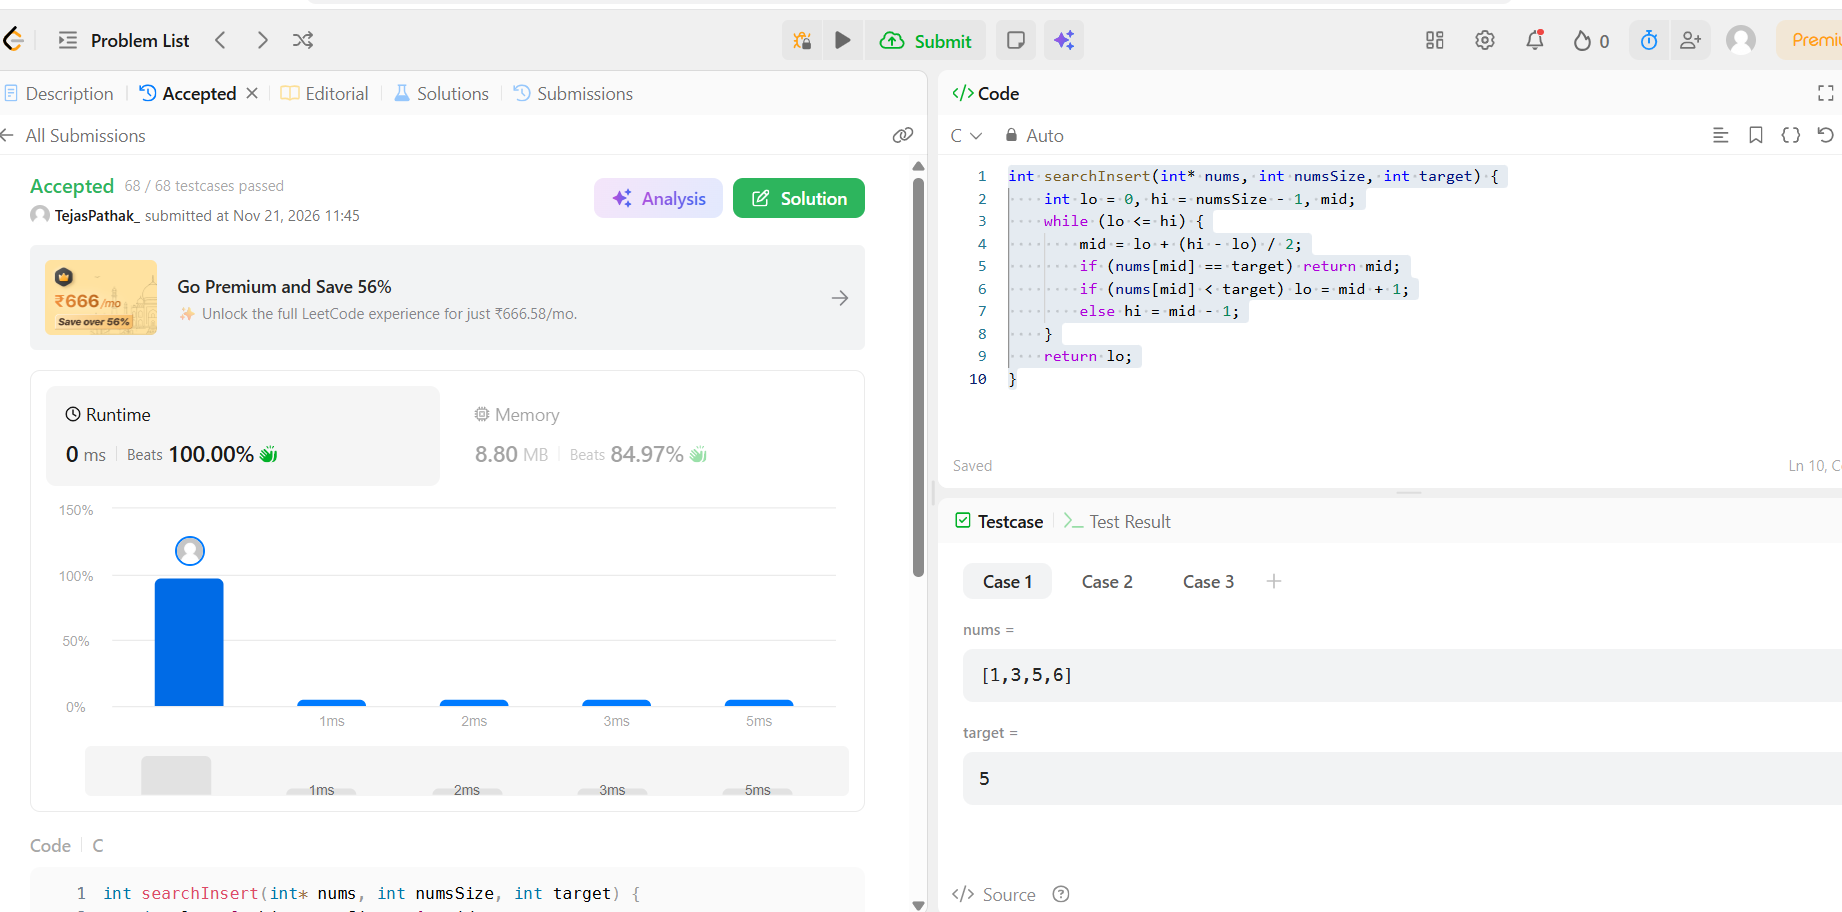 Problem List
Submit
0
Premiu
Description
Accepted
Editorial
Solutions
Submissions
All Submissions
Accepted 68 / 68 testcases passed
TejasPathak_ submitted at Nov 21, 2026 11:45
Analysis
Solution
₹666/mo
Save over 56%
Go Premium and Save 56%
✨ Unlock the full LeetCode experience for just ₹666.58/mo.
Runtime
0 ms | Beats 100.00%
Memory
8.80 MB | Beats 84.97%
150%
100%
50%
0%
1ms 2ms 3ms 5ms
1ms 2ms 3ms 5ms
Code | C
1 int searchInsert(int* nums, int numsSize, int target) {
</> Code
C
Auto
1 int searchInsert(int* nums, int numsSize, int target) {
2     int lo = 0, hi = numsSize - 1, mid;
3     while (lo <= hi) {
4         mid = lo + (hi - lo) / 2;
5         if (nums[mid] == target) return mid;
6         if (nums[mid] < target) lo = mid + 1;
7         else hi = mid - 1;
8     }
9     return lo;
10 }
Saved
Ln 10, C
Testcase
Test Result
Case 1 Case 2 Case 3 +
nums =
[1,3,5,6]
target =
5
</> Source ?